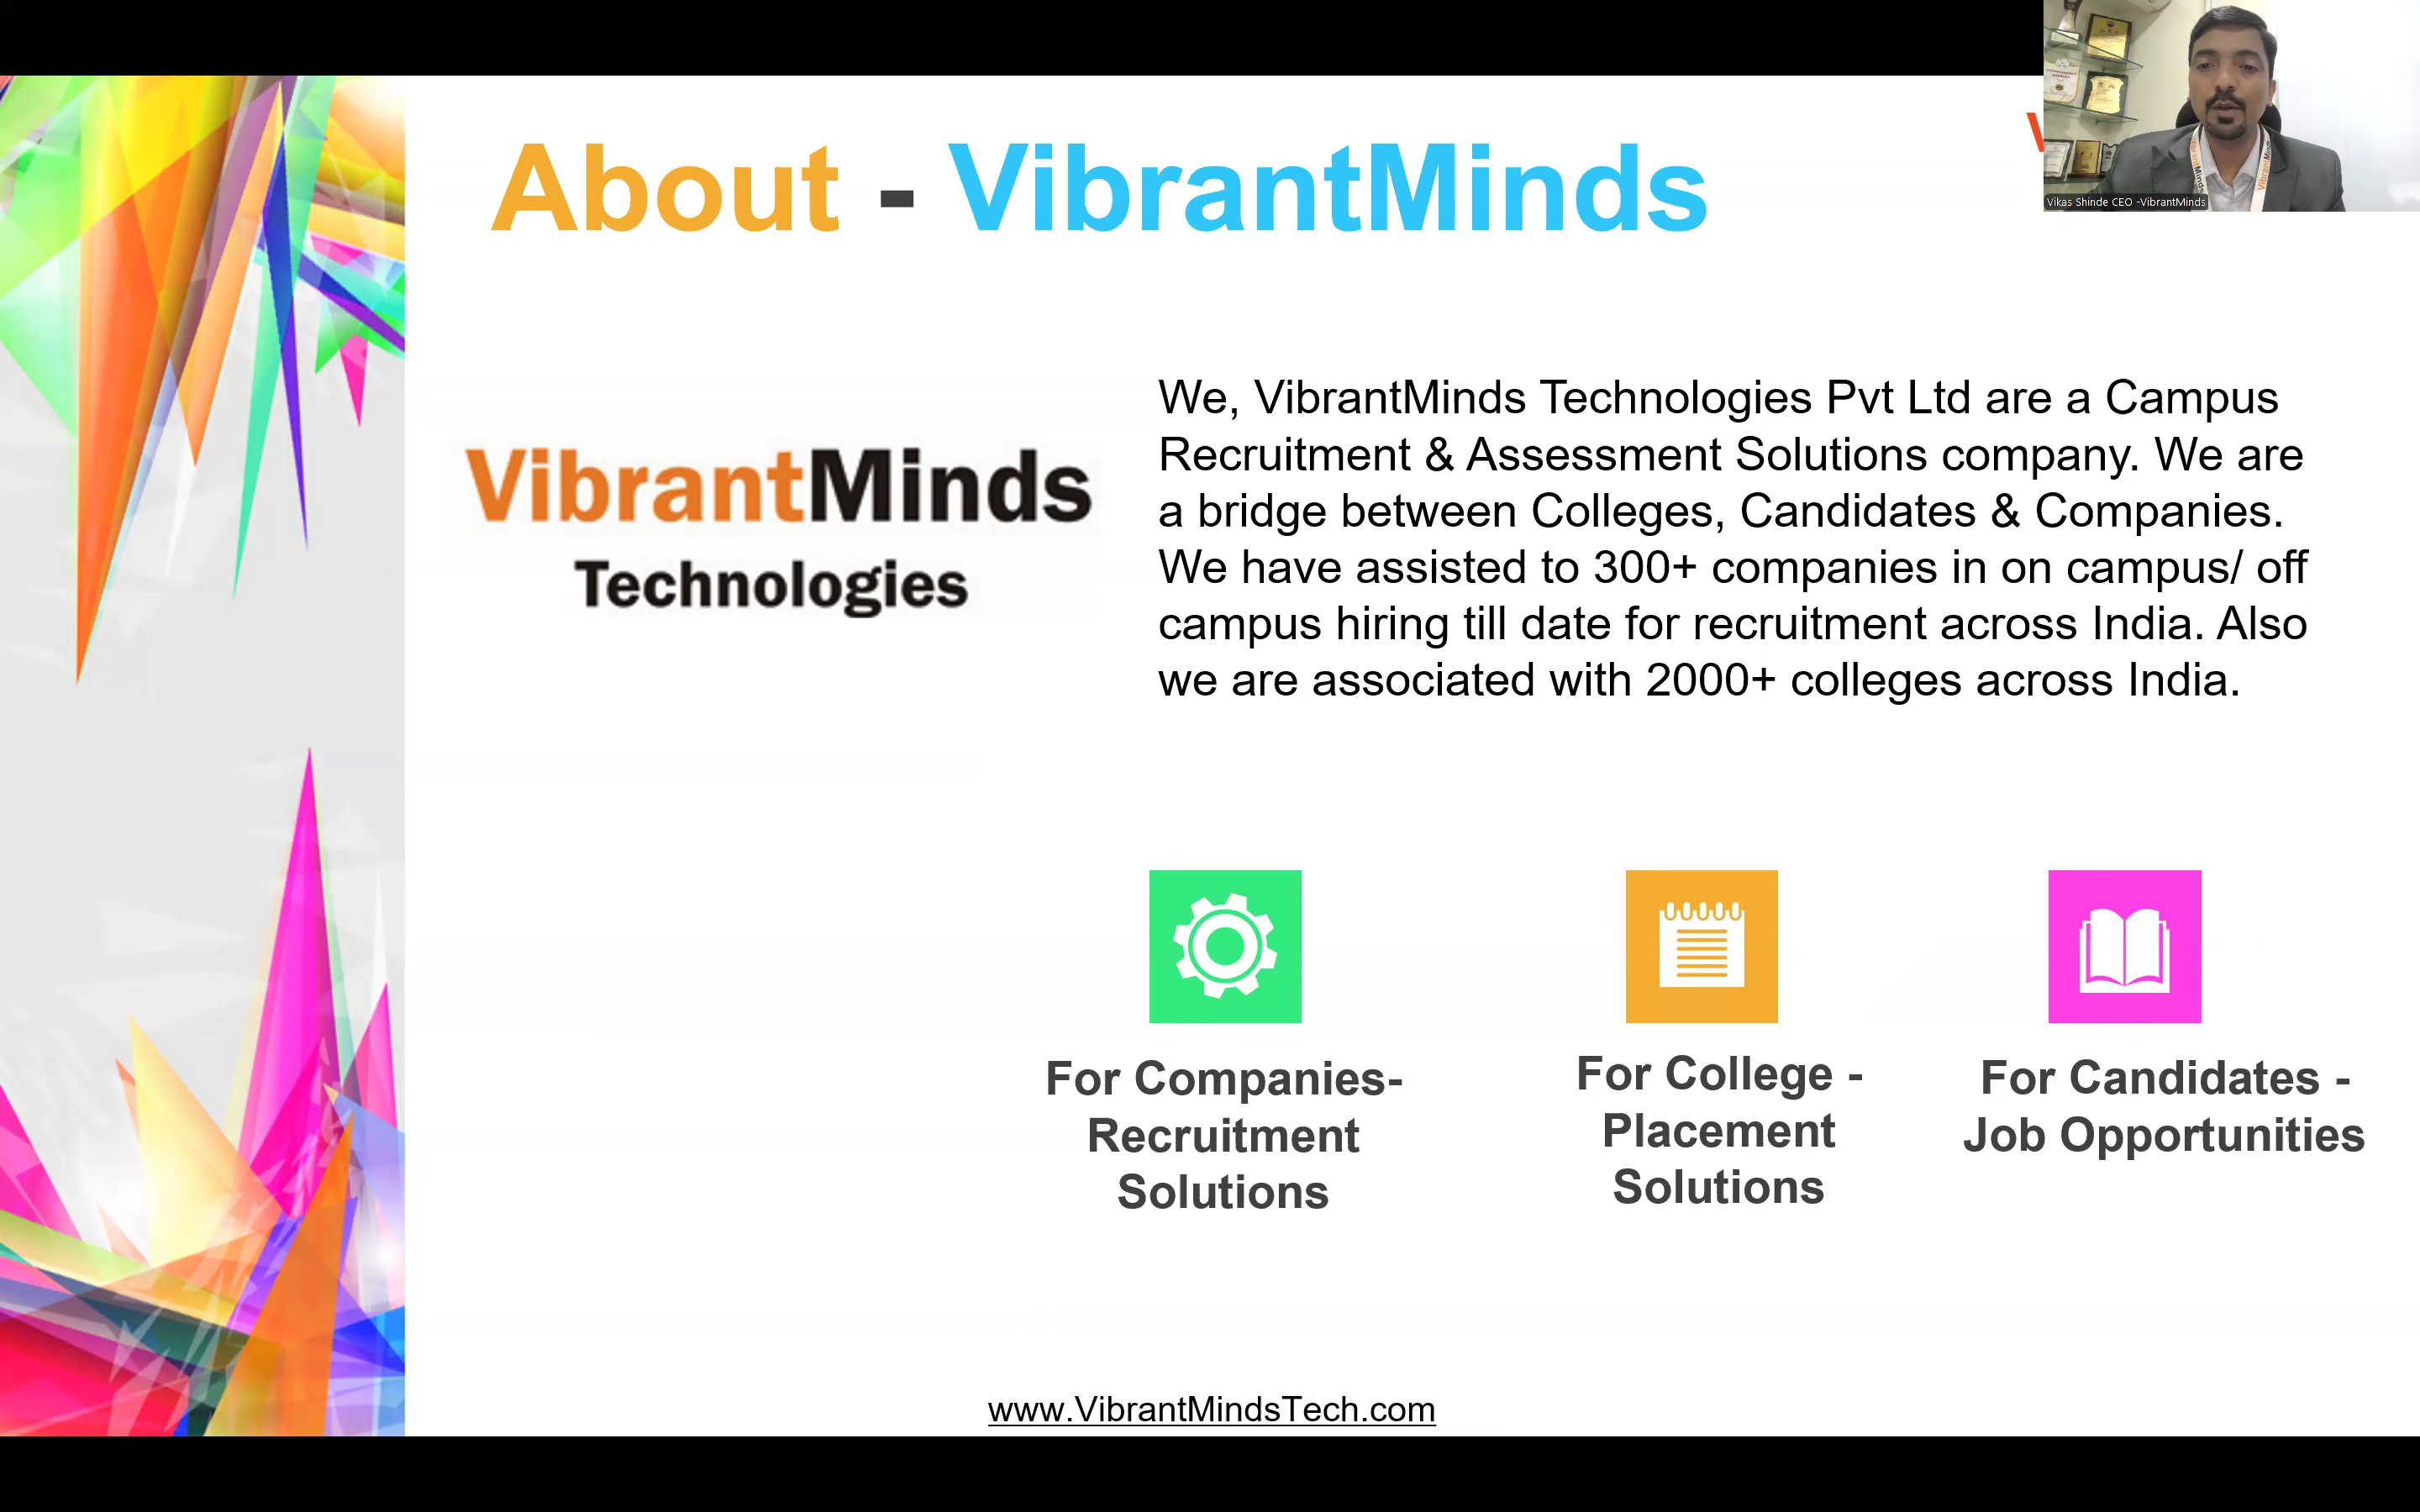 About - VibrantMinds
V
Vikas Shinde CEO -VibrantMinds
VibrantMinds
Technologies
We, VibrantMinds Technologies Pvt Ltd are a Campus
Recruitment & Assessment Solutions company. We are
a bridge between Colleges, Candidates & Companies.
We have assisted to 300+ companies in on campus/ off
campus hiring till date for recruitment across India. Also
we are associated with 2000+ colleges across India.
For Companies-
Recruitment
Solutions
For College -
Placement
Solutions
For Candidates -
Job Opportunities
www.VibrantMindsTech.com